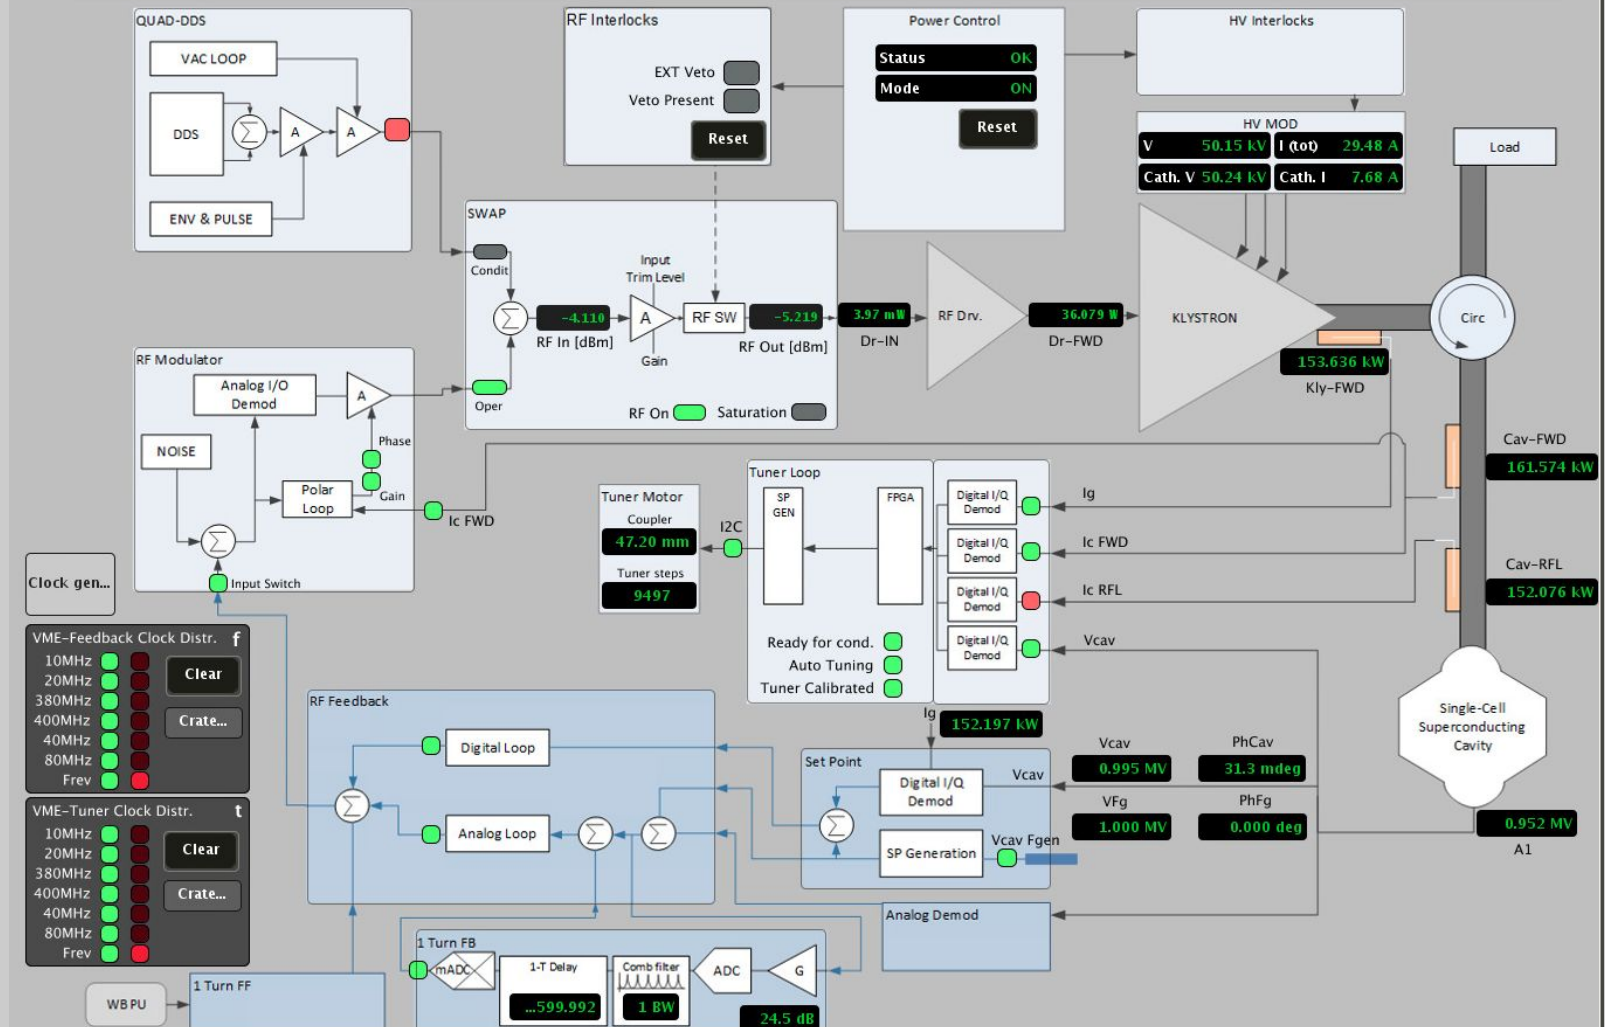 QUAD-DDS
VAC LOOP
DDS
Σ
A
A
ENV & PULSE
RF Interlocks
EXT Veto
Veto Present
Reset
Power Control
Status OK
Mode ON
Reset
HV Interlocks
HV MOD
V 50.15 kV I (tot) 29.48 A
Cath. V 50.24 kV Cath. I 7.68 A
Load
SWAP
Condit
Σ
-4.110
RF In [dBm]
Input
Trim Level
A
Gain
RF SW
-5.219
RF Out [dBm]
Oper
RF On
Saturation
3.97 mW
Dr-IN
RF Drv.
36.079 W
Dr-FWD
KLYSTRON
153.636 kW
Kly-FWD
Circ
Cav-FWD
161.574 kW
Cav-RFL
152.076 kW
RF Modulator
Analog I/O
Demod
A
NOISE
Phase
Gain
Polar
Loop
Ic FWD
Σ
Input Switch
Tuner Motor
Coupler
47.20 mm
Tuner steps
9497
I2C
Tuner Loop
SP
GEN
FPGA
Digital I/Q
Demod
Ig
Digital I/Q
Demod
Ic FWD
Digital I/Q
Demod
Ic RFL
Digital I/Q
Demod
Vcav
Ready for cond.
Auto Tuning
Tuner Calibrated
Clock gen...
VME-Feedback Clock Distr. f
10MHz
20MHz
380MHz
400MHz
40MHz
80MHz
Frev
Clear
Crate...
VME-Tuner Clock Distr. t
10MHz
20MHz
380MHz
400MHz
40MHz
80MHz
Frev
Clear
Crate...
RF Feedback
Digital Loop
Σ
Analog Loop
Σ
Σ
Ig
152.197 kW
Set Point
Digital I/Q
Demod
Vcav
Σ
SP Generation
Vcav Fgen
Vcav
0.995 MV
PhCav
31.3 mdeg
VFg
1.000 MV
PhFg
0.000 deg
Single-Cell
Superconducting
Cavity
0.952 MV
A1
Analog Demod
1 Turn FB
mADC
1-T Delay
...599.992
Comb filter
1 BW
ADC
G
24.5 dB
1 Turn FF
WBPU